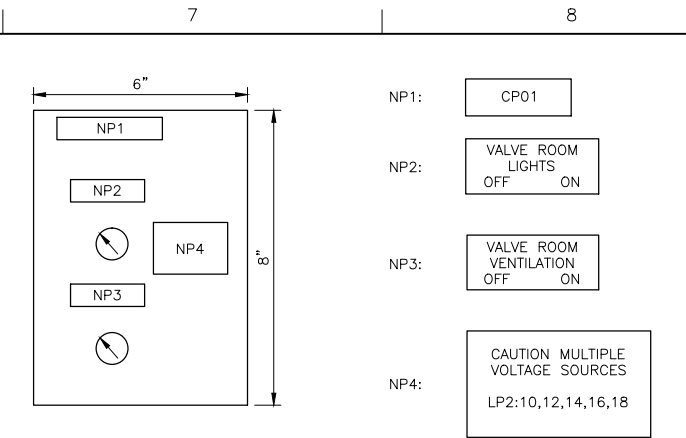 7 8
6"
NP1
NP2
NP4
NP3
8"
NP1: CP01
NP2: VALVE ROOM
LIGHTS
OFF ON
NP3: VALVE ROOM
VENTILATION
OFF ON
NP4: CAUTION MULTIPLE
VOLTAGE SOURCES
LP2:10,12,14,16,18